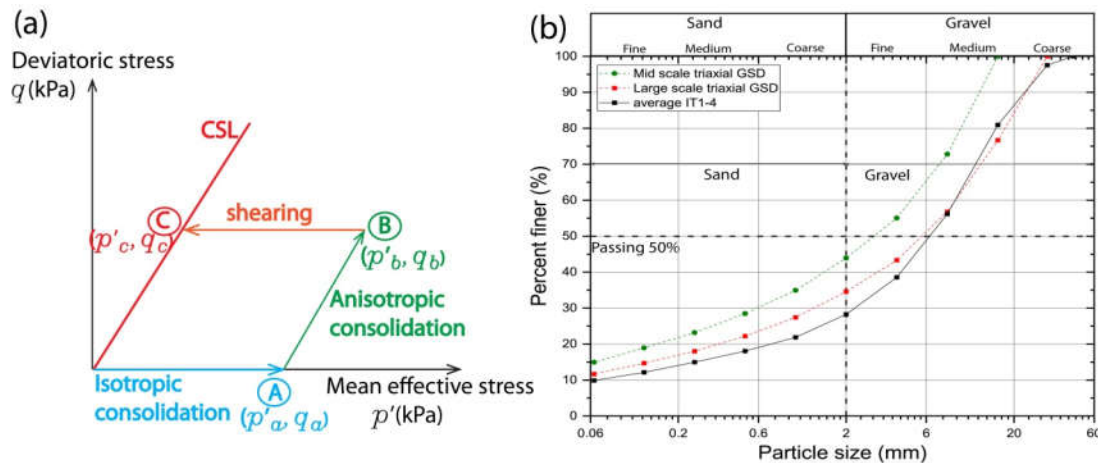 (a)
Deviatoric stress
q (kPa)
CSL
C
shearing
B
(p'c, qc)
(p'b, qb)
Anisotropic
consolidation
Isotropic
consolidation
A
(p'a, qa)
Mean effective stress
p'(kPa)
(b)
Sand
Gravel
Fine
Medium
Coarse
Fine
Medium
Coarse
100
90
80
70
60
50
40
30
20
10
0
Percent finer (%)
Mid scale triaxial GSD
Large scale triaxial GSD
average IT1-4
Sand
Gravel
Passing 50%
0.06
0.2
0.6
2
6
20
60
Particle size (mm)